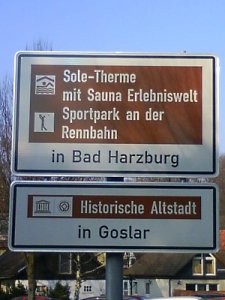 Sole-Therme
mit Sauna Erlebniswelt
Sportpark an der
Rennbahn
in Bad Harzburg
Historische Altstadt
in Goslar